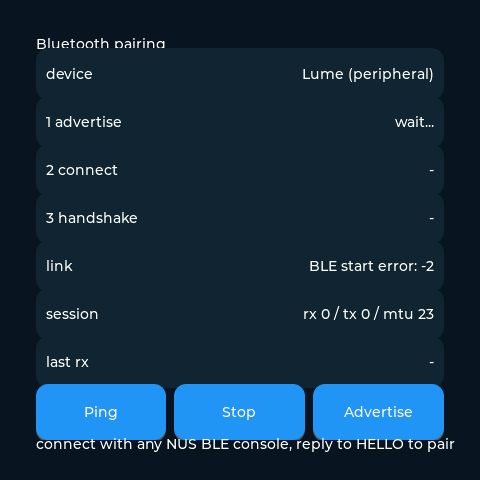 Bluetooth pairing
device Lume (peripheral)
1 advertise wait...
2 connect -
3 handshake -
link BLE start error: -2
session rx 0 / tx 0 / mtu 23
last rx -
Ping Stop Advertise
connect with any NUS BLE console, reply to HELLO to pair